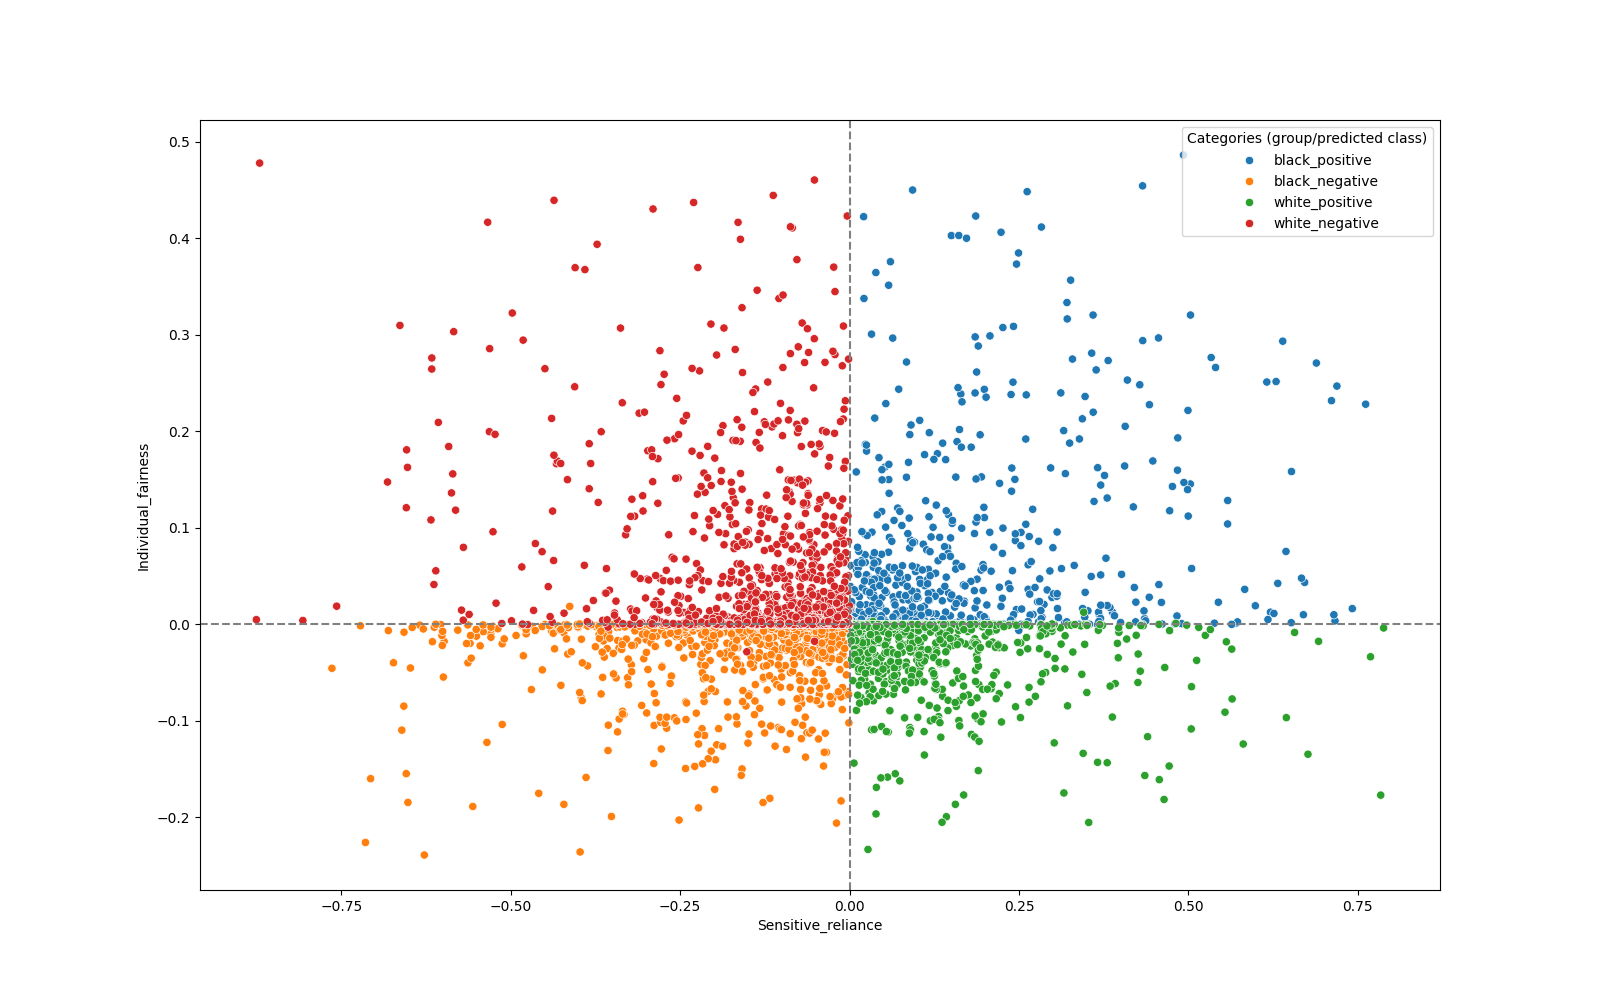 Categories (group/predicted class)
black_positive
black_negative
white_positive
white_negative
0.5
0.4
0.3
0.2
0.1
0.0
−0.1
−0.2
Individual_fairness
−0.75
−0.50
−0.25
0.00
0.25
0.50
0.75
Sensitive_reliance